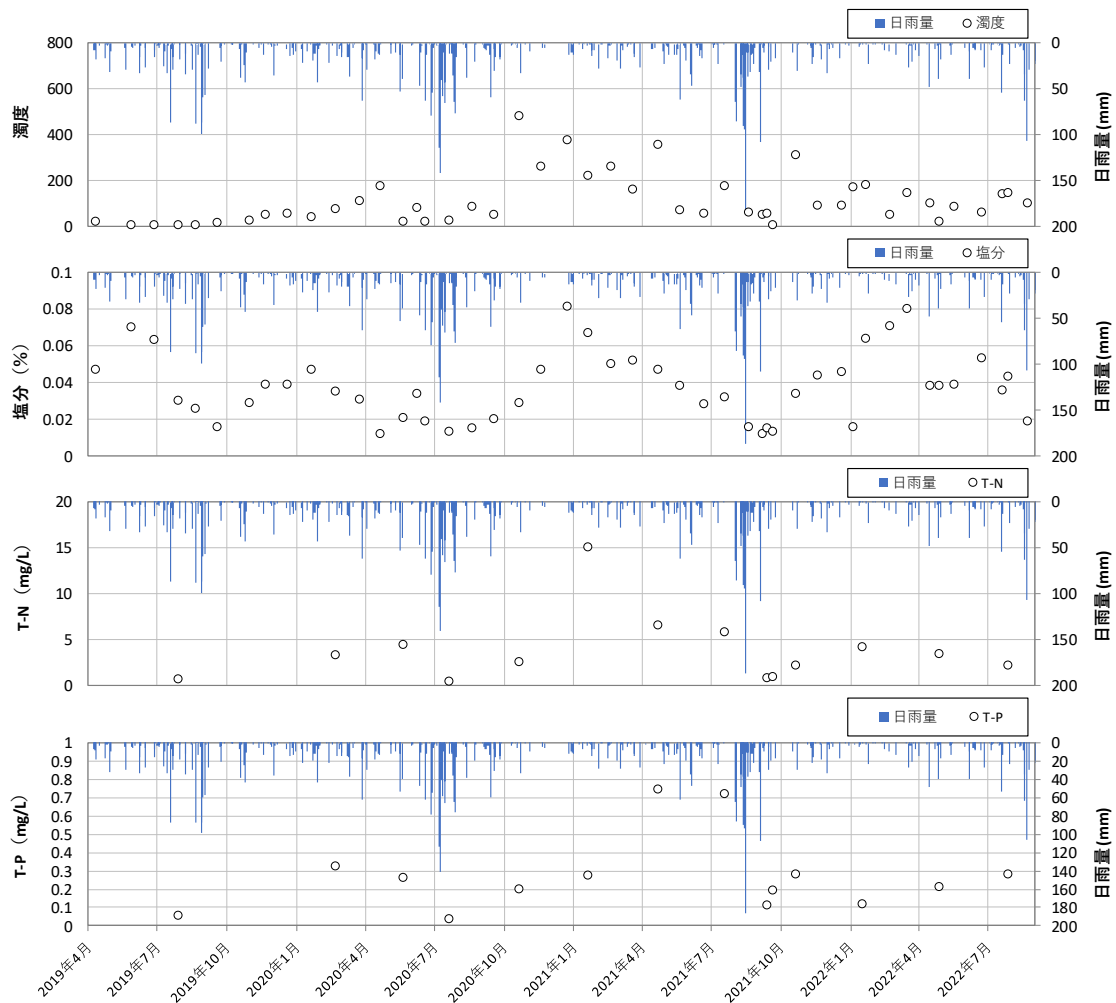 日雨量 濁度
800
600
400
200
0
濁度
0
50
100
150
200
日雨量 (mm)
日雨量 塩分
0.1
0.08
0.06
0.04
0.02
0
塩分（%）
0
50
100
150
200
日雨量 (mm)
日雨量 T-N
20
15
10
5
0
T-N（mg/L）
0
50
100
150
200
日雨量 (mm)
日雨量 T-P
1
0.9
0.8
0.7
0.6
0.5
0.4
0.3
0.2
0.1
0
T-P（mg/L）
0
20
40
60
80
100
120
140
160
180
200
日雨量 (mm)
2019年4月
2019年7月
2019年10月
2020年1月
2020年4月
2020年7月
2020年10月
2021年1月
2021年4月
2021年7月
2021年10月
2022年1月
2022年4月
2022年7月